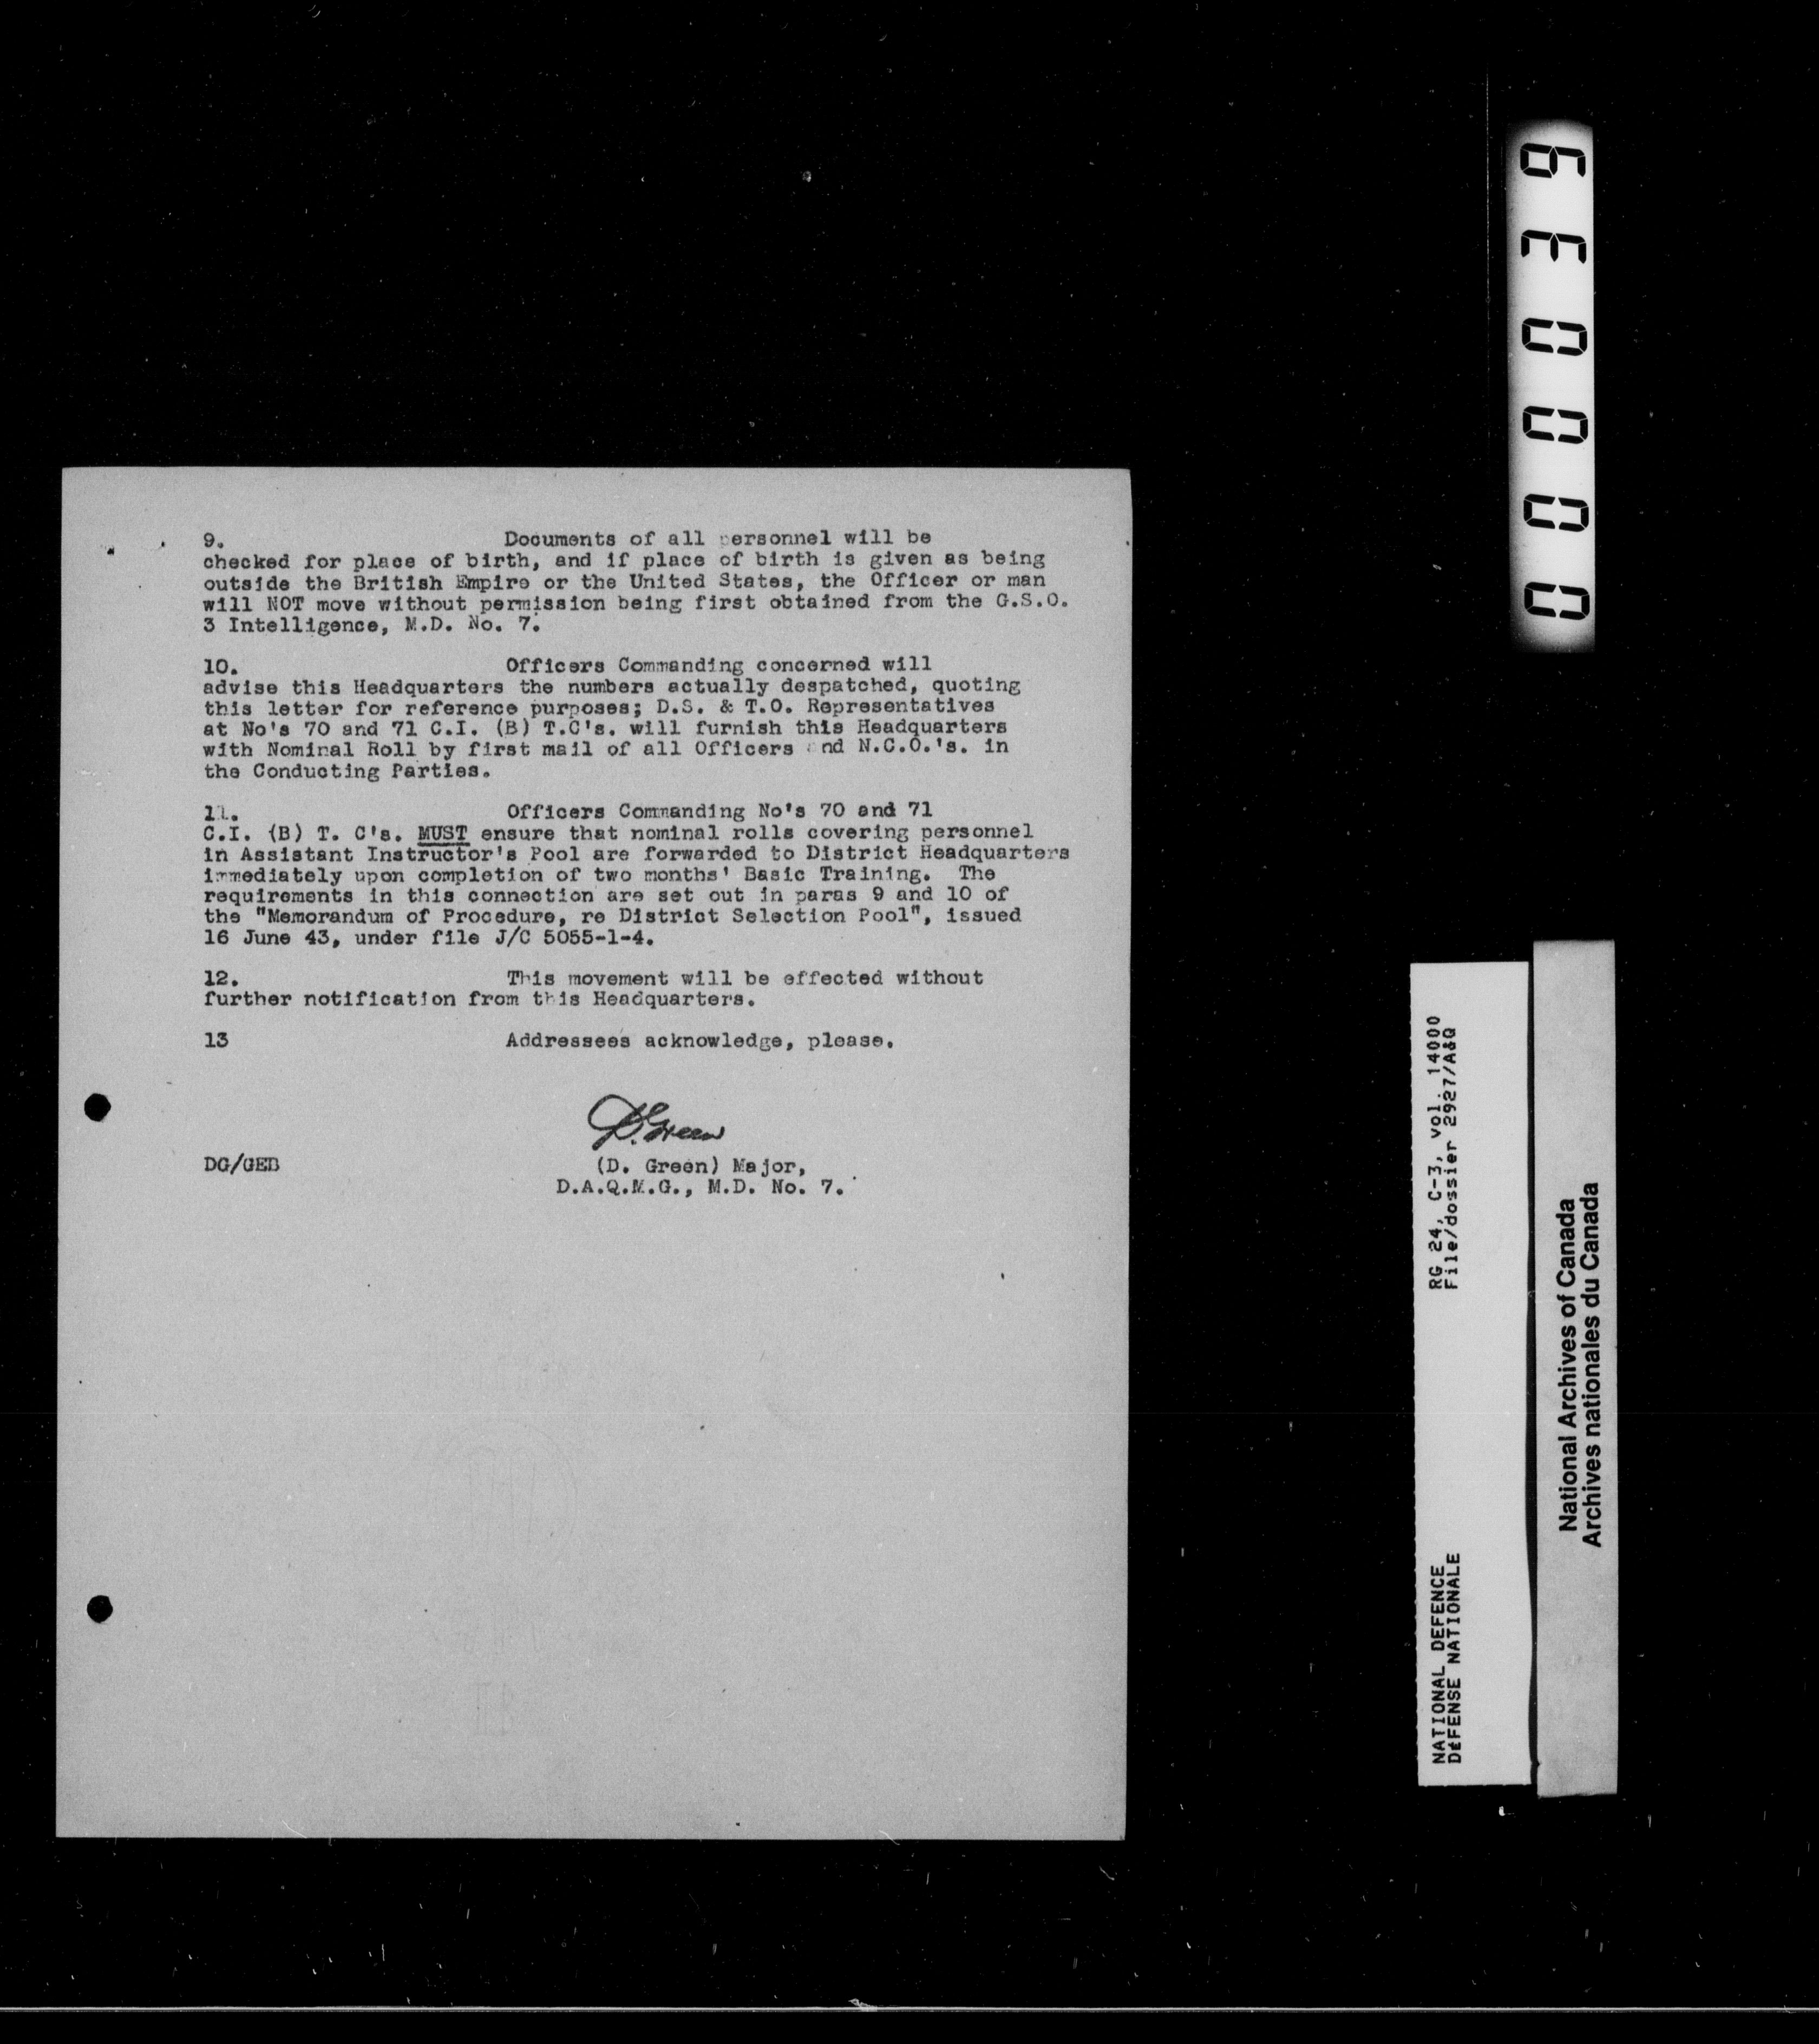 9. Documents of all personnel will be
checked for place of birth, and if place of birth is given as being
outside the British Empire or the United States, the Officer or man
will NOT move without permission being first obtained from the G.S.O.
3 Intelligence, M.D. No. 7.
10. Officers Commanding concerned will
advise this Headquarters the numbers actually despatched, quoting
this letter for reference purposes; D.S. & T.O. Representatives
at No's 70 and 71 C.I. (B) T.C's. will furnish this Headquarters
with Nominal Roll by first mail of all Officers and N.C.O.'s. in
the Conducting Parties.
11. Officers Commanding No's 70 and 71
C.I. (B) T. C's. MUST ensure that nominal rolls covering personnel
in Assistant Instructor's Pool are forwarded to District Headquarters
immediately upon completion of two months' Basic Training. The
requirements in this connection are set out in paras 9 and 10 of
the "Memorandum of Procedure, re District Selection Pool", issued
16 June 43, under file J/C 5055-1-4.
12. This movement will be effected without
further notification from this Headquarters.
13 Addressees acknowledge, please.
D. Green
DG/GEB (D. Green) Major,
D.A.Q.M.G., M.D. No. 7.
000039
NATIONAL DEFENCE RG 24, C-3, vol. 14000
DÉFENSE NATIONALE File/dossier 2927/A&Q
National Archives of Canada
Archives nationales du Canada